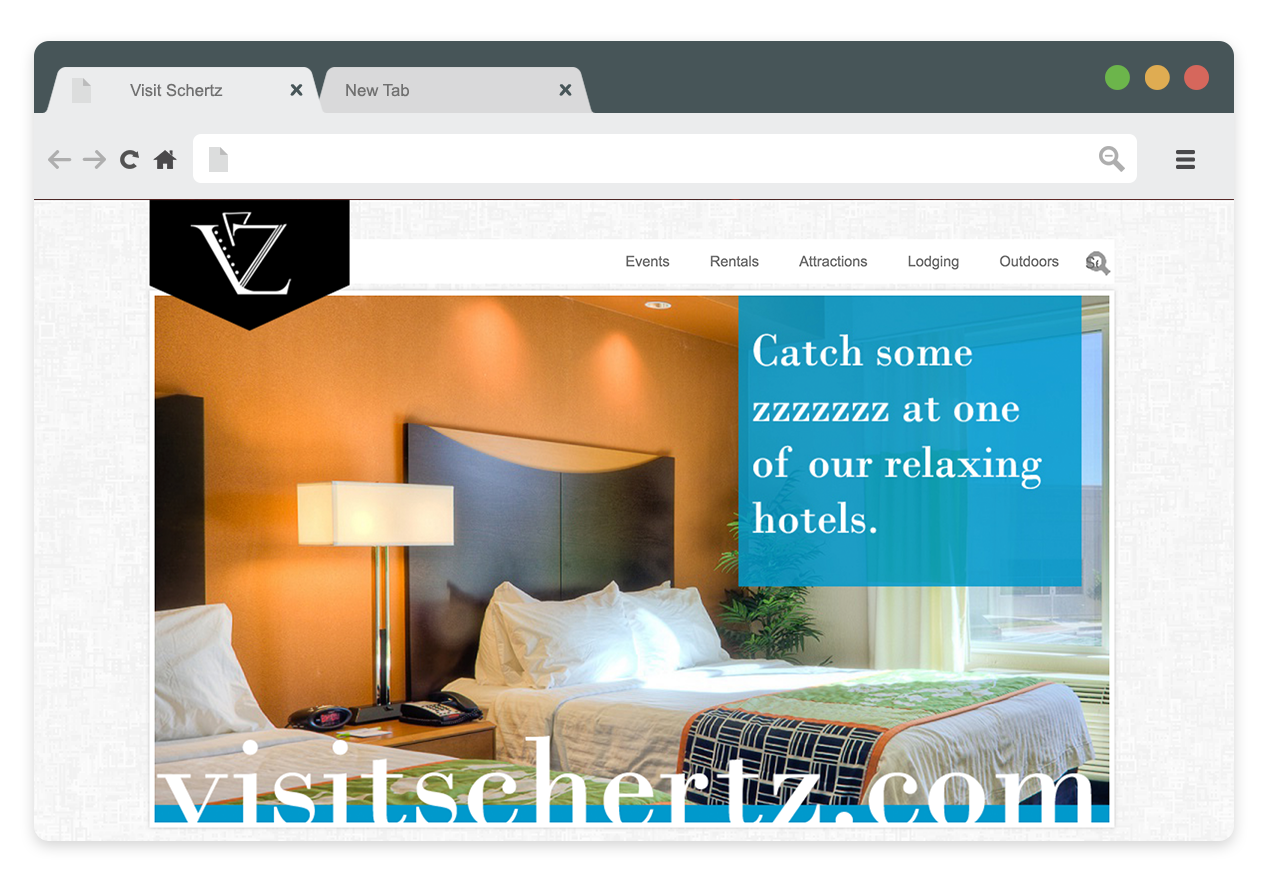 Visit Schertz
New Tab
VZ
Events Rentals Attractions Lodging Outdoors
Catch some
zzzzzzz at one
of our relaxing
hotels.
visitschertz.com